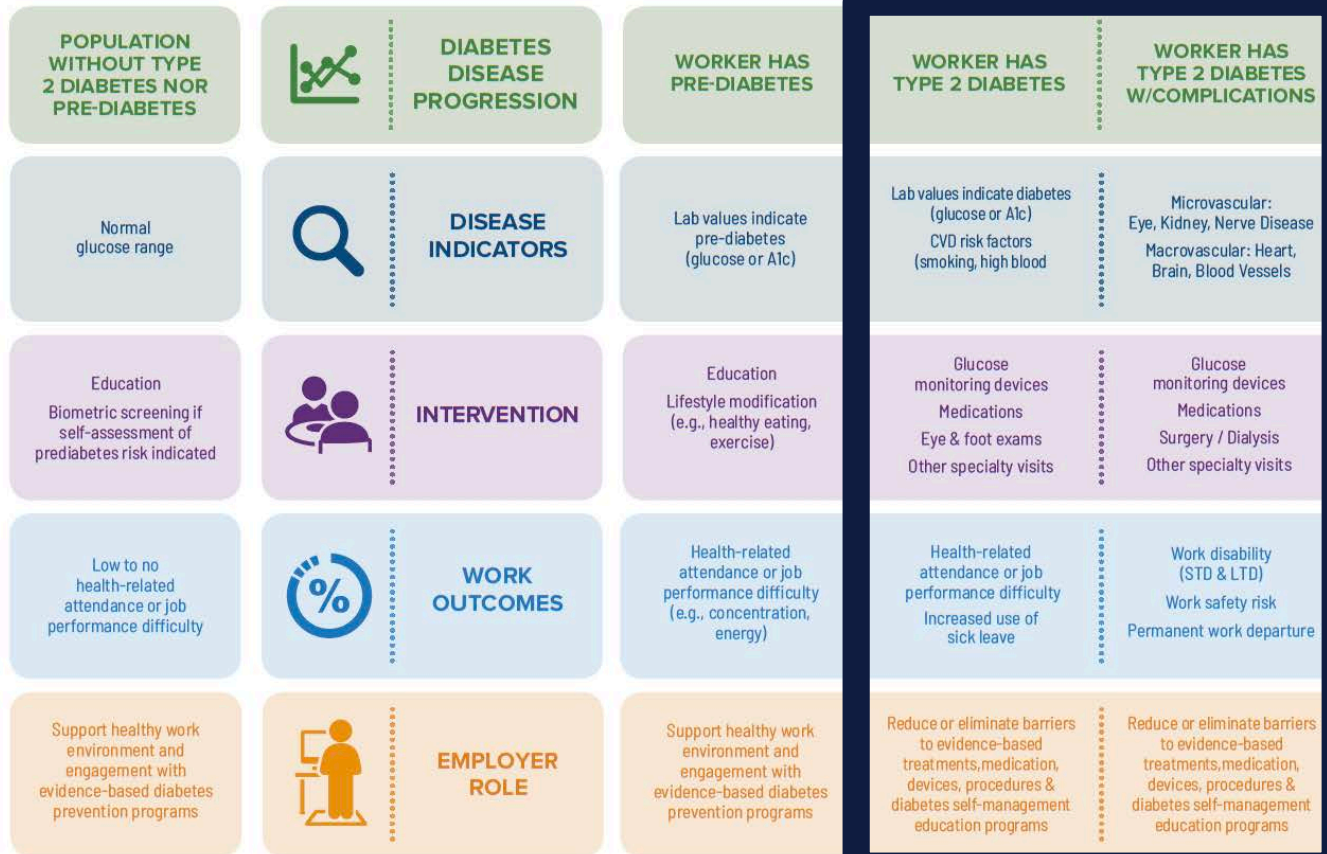 POPULATION
WITHOUT TYPE
2 DIABETES NOR
PRE-DIABETES
DIABETES
DISEASE
PROGRESSION
WORKER HAS
PRE-DIABETES
WORKER HAS
TYPE 2 DIABETES
WORKER HAS
TYPE 2 DIABETES
W/COMPLICATIONS
Normal
glucose range
DISEASE
INDICATORS
Lab values indicate
pre-diabetes
(glucose or A1c)
Lab values indicate diabetes
(glucose or A1c)
CVD risk factors
(smoking, high blood
Microvascular:
Eye, Kidney, Nerve Disease
Macrovascular: Heart,
Brain, Blood Vessels
Education
Biometric screening if
self-assessment of
prediabetes risk indicated
INTERVENTION
Education
Lifestyle modification
(e.g., healthy eating,
exercise)
Glucose
monitoring devices
Medications
Eye & foot exams
Other specialty visits
Glucose
monitoring devices
Medications
Surgery / Dialysis
Other specialty visits
Low to no
health-related
attendance or job
performance difficulty
%
WORK
OUTCOMES
Health-related
attendance or job
performance difficulty
(e.g., concentration,
energy)
Health-related
attendance or job
performance difficulty
Increased use of
sick leave
Work disability
(STD & LTD)
Work safety risk
Permanent work departure
Support healthy work
environment and
engagement with
evidence-based diabetes
prevention programs
EMPLOYER
ROLE
Support healthy work
environment and
engagement with
evidence-based diabetes
prevention programs
Reduce or eliminate barriers
to evidence-based
treatments,medication,
devices, procedures &
diabetes self-management
education programs
Reduce or eliminate barriers
to evidence-based
treatments,medication,
devices, procedures &
diabetes self-management
education programs